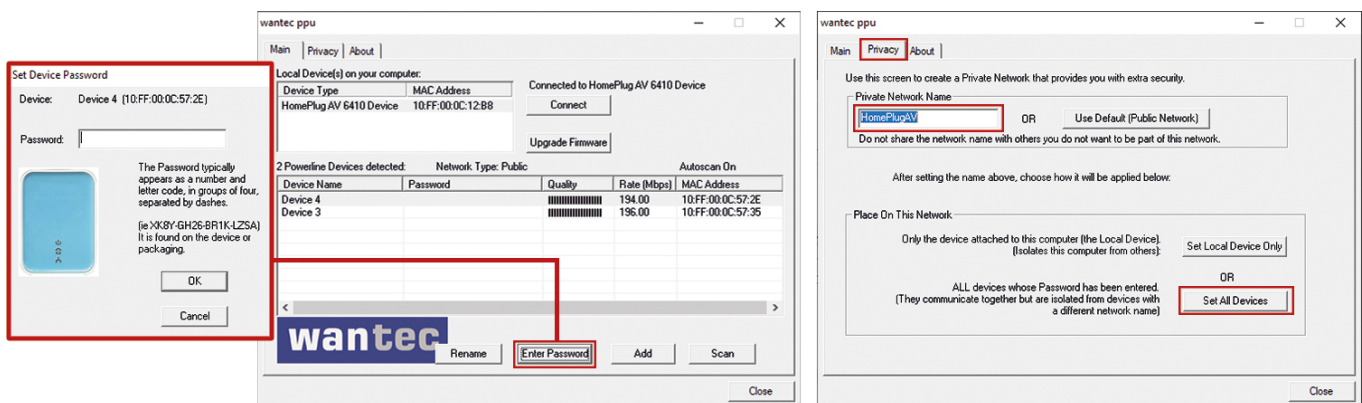 Set Device Password
Device: Device 4 (10:FF:00:0C:57:2E)
Password:
The Password typically
appears as a number and
letter code, in groups of four,
separated by dashes.
(ie XK8Y-GH26-BR1K-LZSA)
It is found on the device or
packaging.
OK
Cancel
wantec ppu
Main Privacy About
Local Device(s) on your computer:
Device Type MAC Address
HomePlug AV 6410 Device 10:FF:00:0C:12:B8
Connected to HomePlug AV 6410 Device
Connect
Upgrade Firmware
2 Powerline Devices detected: Network Type: Public Autoscan On
Device Name Password Quality Rate (Mbps) MAC Address
Device 4 194.00 10:FF:00:0C:57:2E
Device 3 196.00 10:FF:00:0C:57:35
wantec
Rename Enter Password Add Scan
Close
wantec ppu
Main Privacy About
Use this screen to create a Private Network that provides you with extra security.
Private Network Name
HomePlugAV OR Use Default (Public Network)
Do not share the network name with others you do not want to be part of this network.
After setting the name above, choose how it will be applied below:
Place On This Network
Only the device attached to this computer (the Local Device).
(Isolates this computer from others):
Set Local Device Only
OR
ALL devices whose Password has been entered.
(They communicate together but are isolated from devices with
a different network name)
Set All Devices
Close